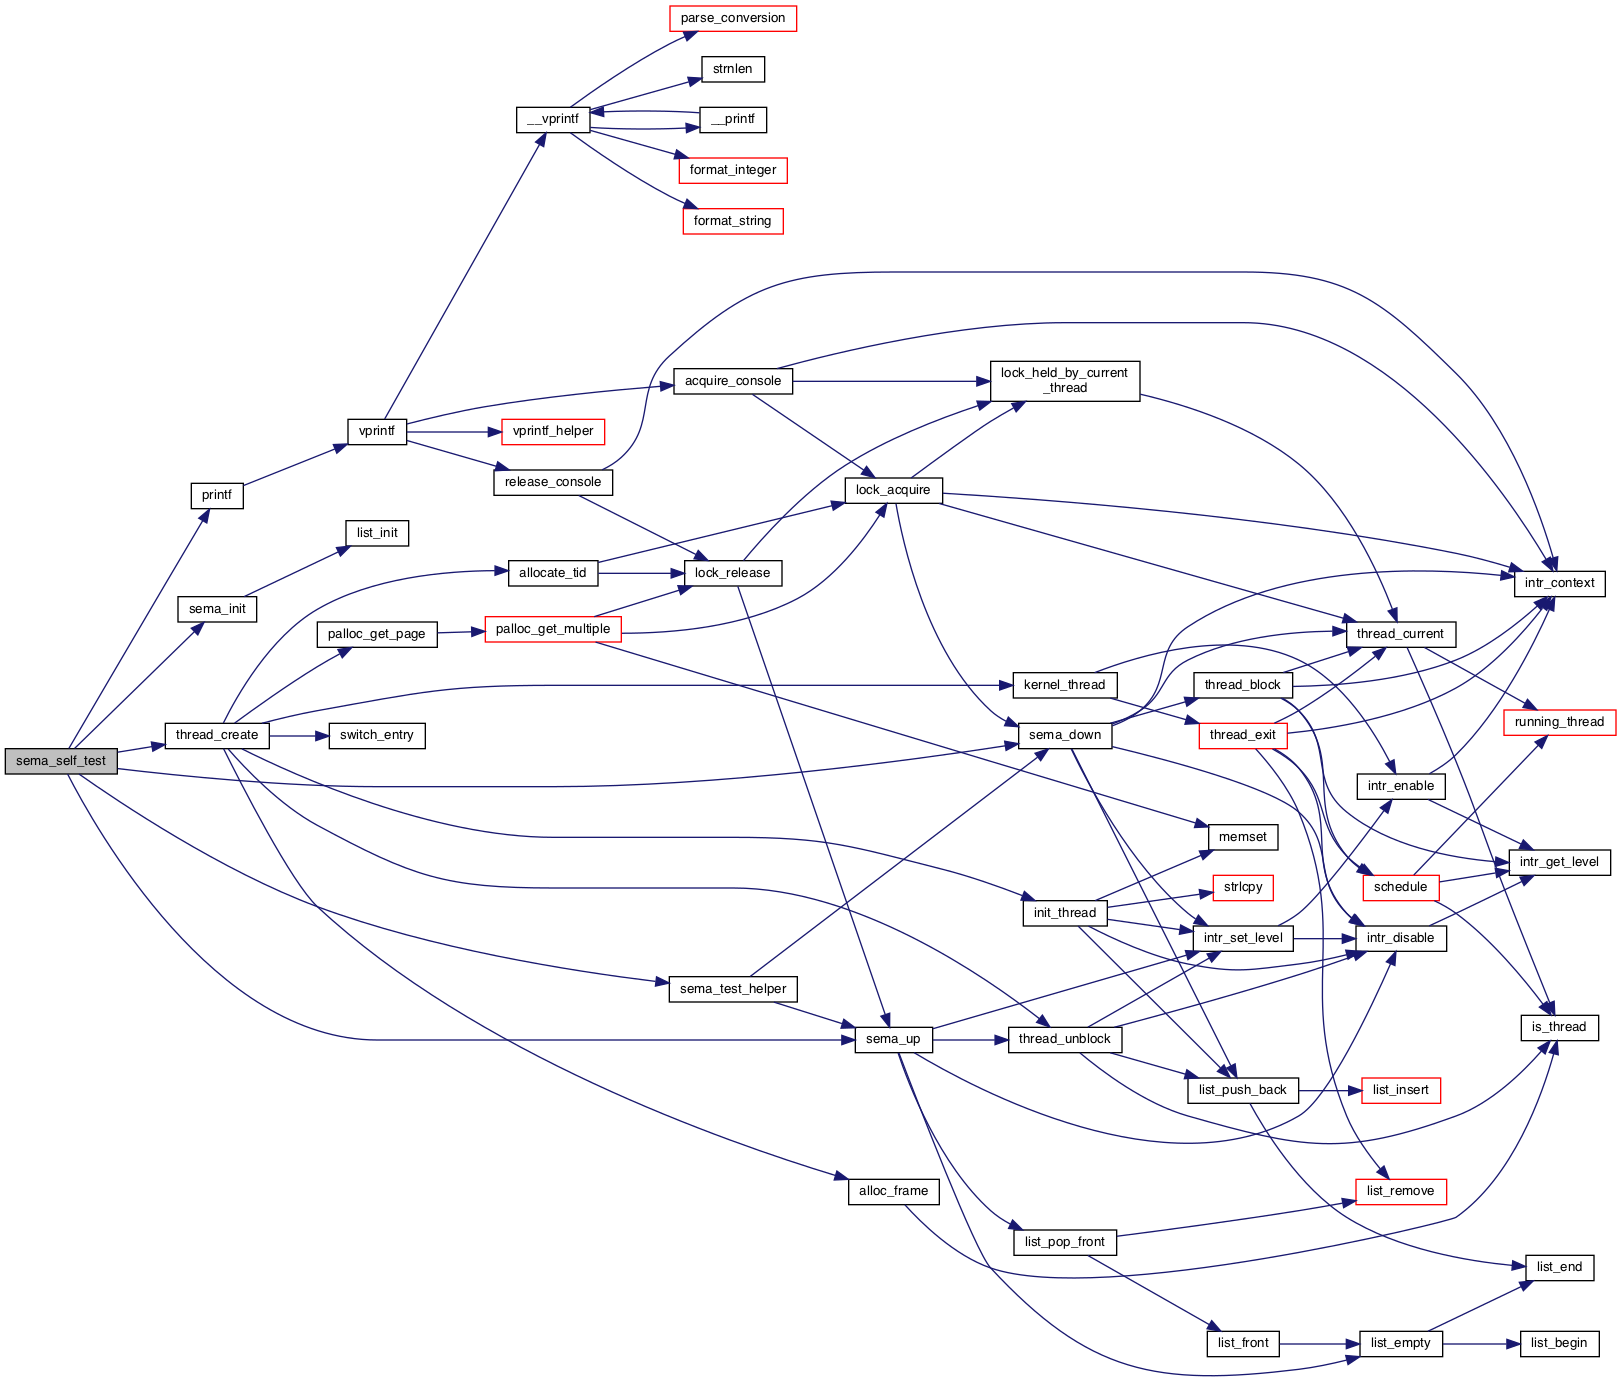 parse_conversion
strnlen
__vprintf
__printf
format_integer
format_string
lock_held_by_current
_thread
acquire_console
vprintf
vprintf_helper
release_console
lock_acquire
printf
list_init
allocate_tid
lock_release
intr_context
sema_init
palloc_get_page
palloc_get_multiple
thread_current
kernel_thread
thread_block
running_thread
thread_create
switch_entry
sema_down
thread_exit
sema_self_test
intr_enable
memset
intr_get_level
strlcpy
schedule
init_thread
intr_set_level
intr_disable
sema_test_helper
is_thread
sema_up
thread_unblock
list_push_back
list_insert
alloc_frame
list_remove
list_pop_front
list_end
list_front
list_empty
list_begin